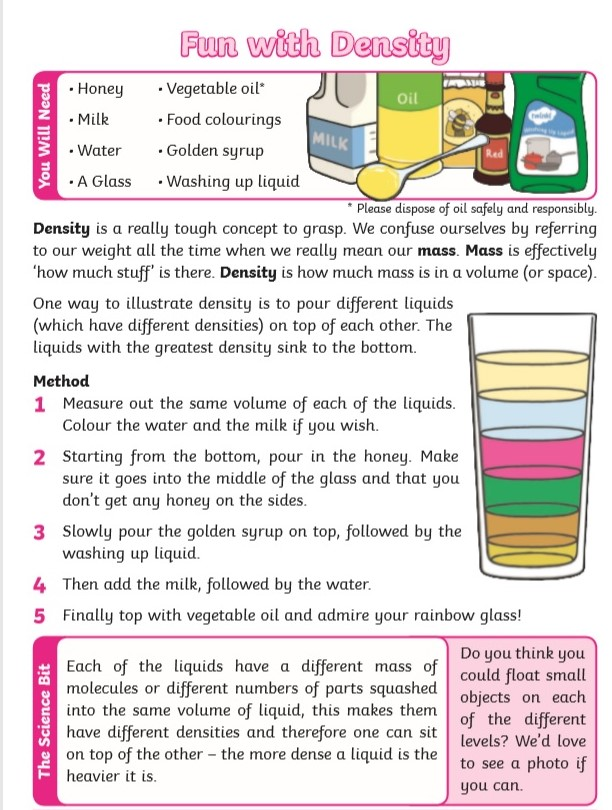 Fun with Density
You Will Need
• Honey
• Milk
• Water
• A Glass
• Vegetable oil*
• Food colourings
• Golden syrup
• Washing up liquid
MILK
Oil
Red
twinkl
Washing Up Liquid
* Please dispose of oil safely and responsibly.
Density is a really tough concept to grasp. We confuse ourselves by referring
to our weight all the time when we really mean our mass. Mass is effectively
'how much stuff' is there. Density is how much mass is in a volume (or space).
One way to illustrate density is to pour different liquids
(which have different densities) on top of each other. The
liquids with the greatest density sink to the bottom.
Method
1 Measure out the same volume of each of the liquids.
Colour the water and the milk if you wish.
2 Starting from the bottom, pour in the honey. Make
sure it goes into the middle of the glass and that you
don't get any honey on the sides.
3 Slowly pour the golden syrup on top, followed by the
washing up liquid.
4 Then add the milk, followed by the water.
5 Finally top with vegetable oil and admire your rainbow glass!
The Science Bit
Each of the liquids have a different mass of
molecules or different numbers of parts squashed
into the same volume of liquid, this makes them
have different densities and therefore one can sit
on top of the other – the more dense a liquid is the
heavier it is.
Do you think you
could float small
objects on each
of the different
levels? We'd love
to see a photo if
you can.